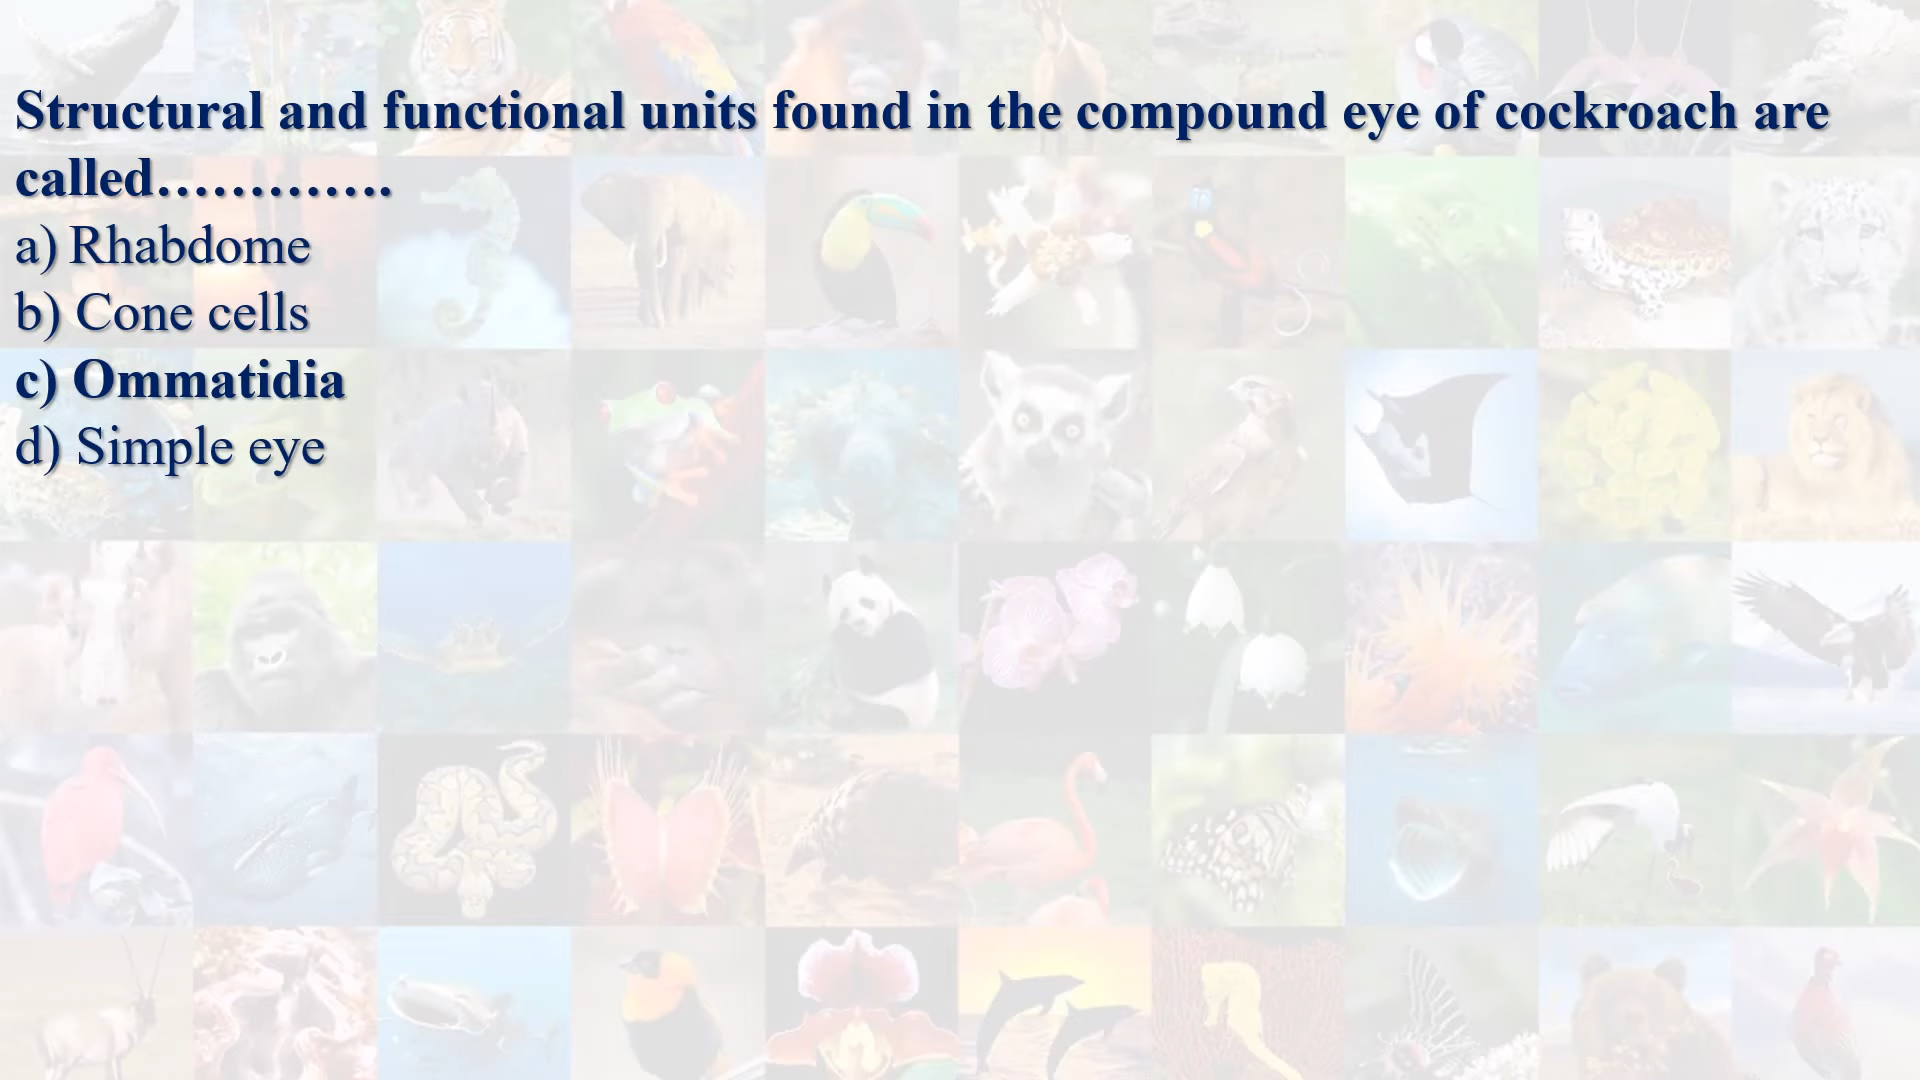 Structural and functional units found in the compound eye of cockroach are
called………….
a) Rhabdome
b) Cone cells
c) Ommatidia
d) Simple eye